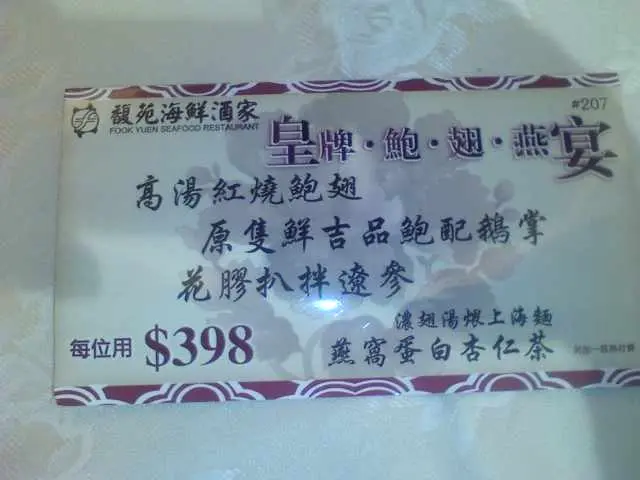 馥苑海鮮酒家
FOOK YUEN SEAFOOD RESTAURANT
#207
皇牌·鮑·翅·燕宴
高湯紅燒鮑翅
原隻鮮吉品鮑配鵝掌
花膠扒拌遼參
濃翅湯煨上海麵
燕窩蛋白杏仁茶
每位用 $398